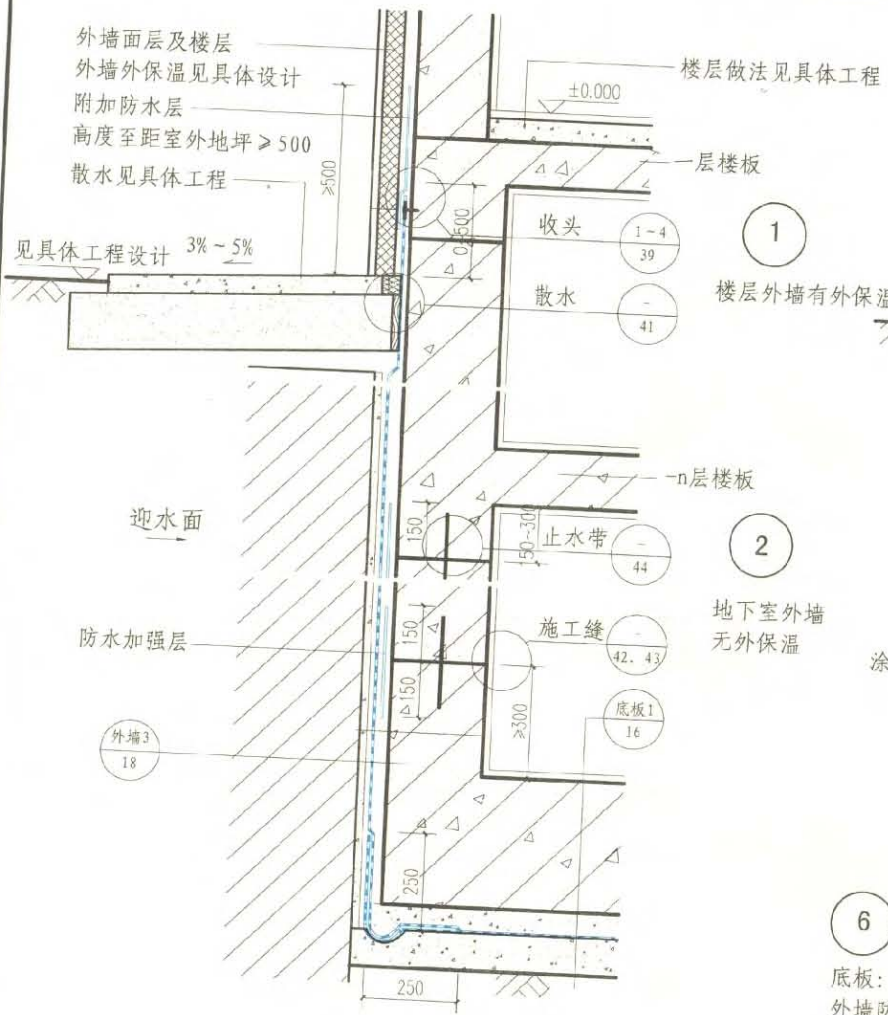 外墙面层及楼层
外墙外保温见具体设计
附加防水层
高度至距室外地坪≥500
散水见具体工程
见具体工程设计 3%~5%
≥500
±0.000
楼层做法见具体工程
一层楼板
0~500
收头
1~4
39
散水
-
41
1
楼层外墙有外保温
-n层楼板
迎水面
150
150~300
止水带
-
44
2
地下室外墙
无外保温
防水加强层
150
≥150
施工缝
-
42、43
涂
≥300
外墙3
18
底板1
16
250
250
6
底板:
外墙防